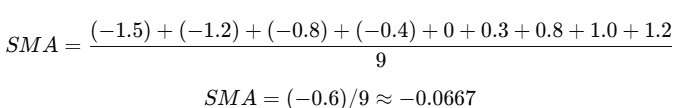 SMA = \frac{(-1.5) + (-1.2) + (-0.8) + (-0.4) + 0 + 0.3 + 0.8 + 1.0 + 1.2}{9}
SMA = (-0.6)/9 ≈ -0.0667